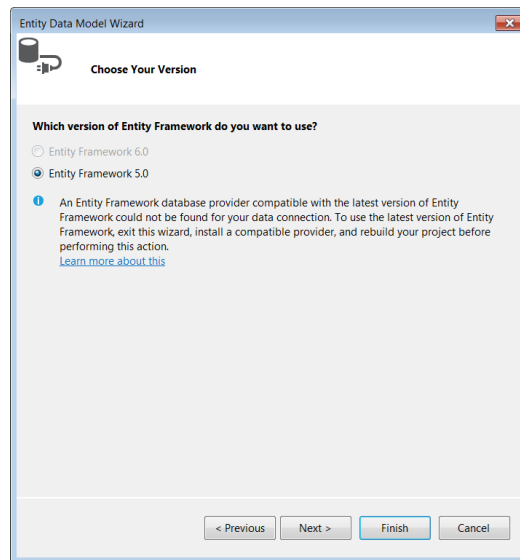 Entity Data Model Wizard
Choose Your Version
Which version of Entity Framework do you want to use?
Entity Framework 6.0
Entity Framework 5.0
An Entity Framework database provider compatible with the latest version of Entity
Framework could not be found for your data connection. To use the latest version of Entity
Framework, exit this wizard, install a compatible provider, and rebuild your project before
performing this action.
Learn more about this
< Previous
Next >
Finish
Cancel